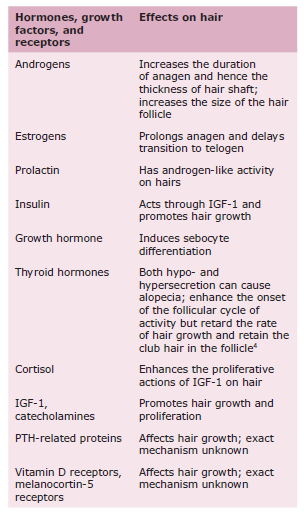 Hormones, growth factors, and receptors	Effects on hair
Androgens	Increases the duration
of anagen and hence the
thickness of hair shaft;
increases the size of the hair
follicle
Estrogens	Prolongs anagen and delays
transition to telogen
Prolactin	Has androgen-like activity
on hairs
Insulin	Acts through IGF-1 and
promotes hair growth
Growth hormone	Induces sebocyte
differentiation
Thyroid hormones	Both hypo- and
hypersecretion can cause
alopecia; enhance the onset
of the follicular cycle of
activity but retard the rate
of hair growth and retain the
club hair in the follicle⁴
Cortisol	Enhances the proliferative
actions of IGF-1 on hair
IGF-1,	Promotes hair growth and
catecholamines	proliferation
PTH-related proteins	Affects hair growth; exact
mechanism unknown
Vitamin D receptors,	Affects hair growth; exact
melanocortin-5	mechanism unknown
receptors